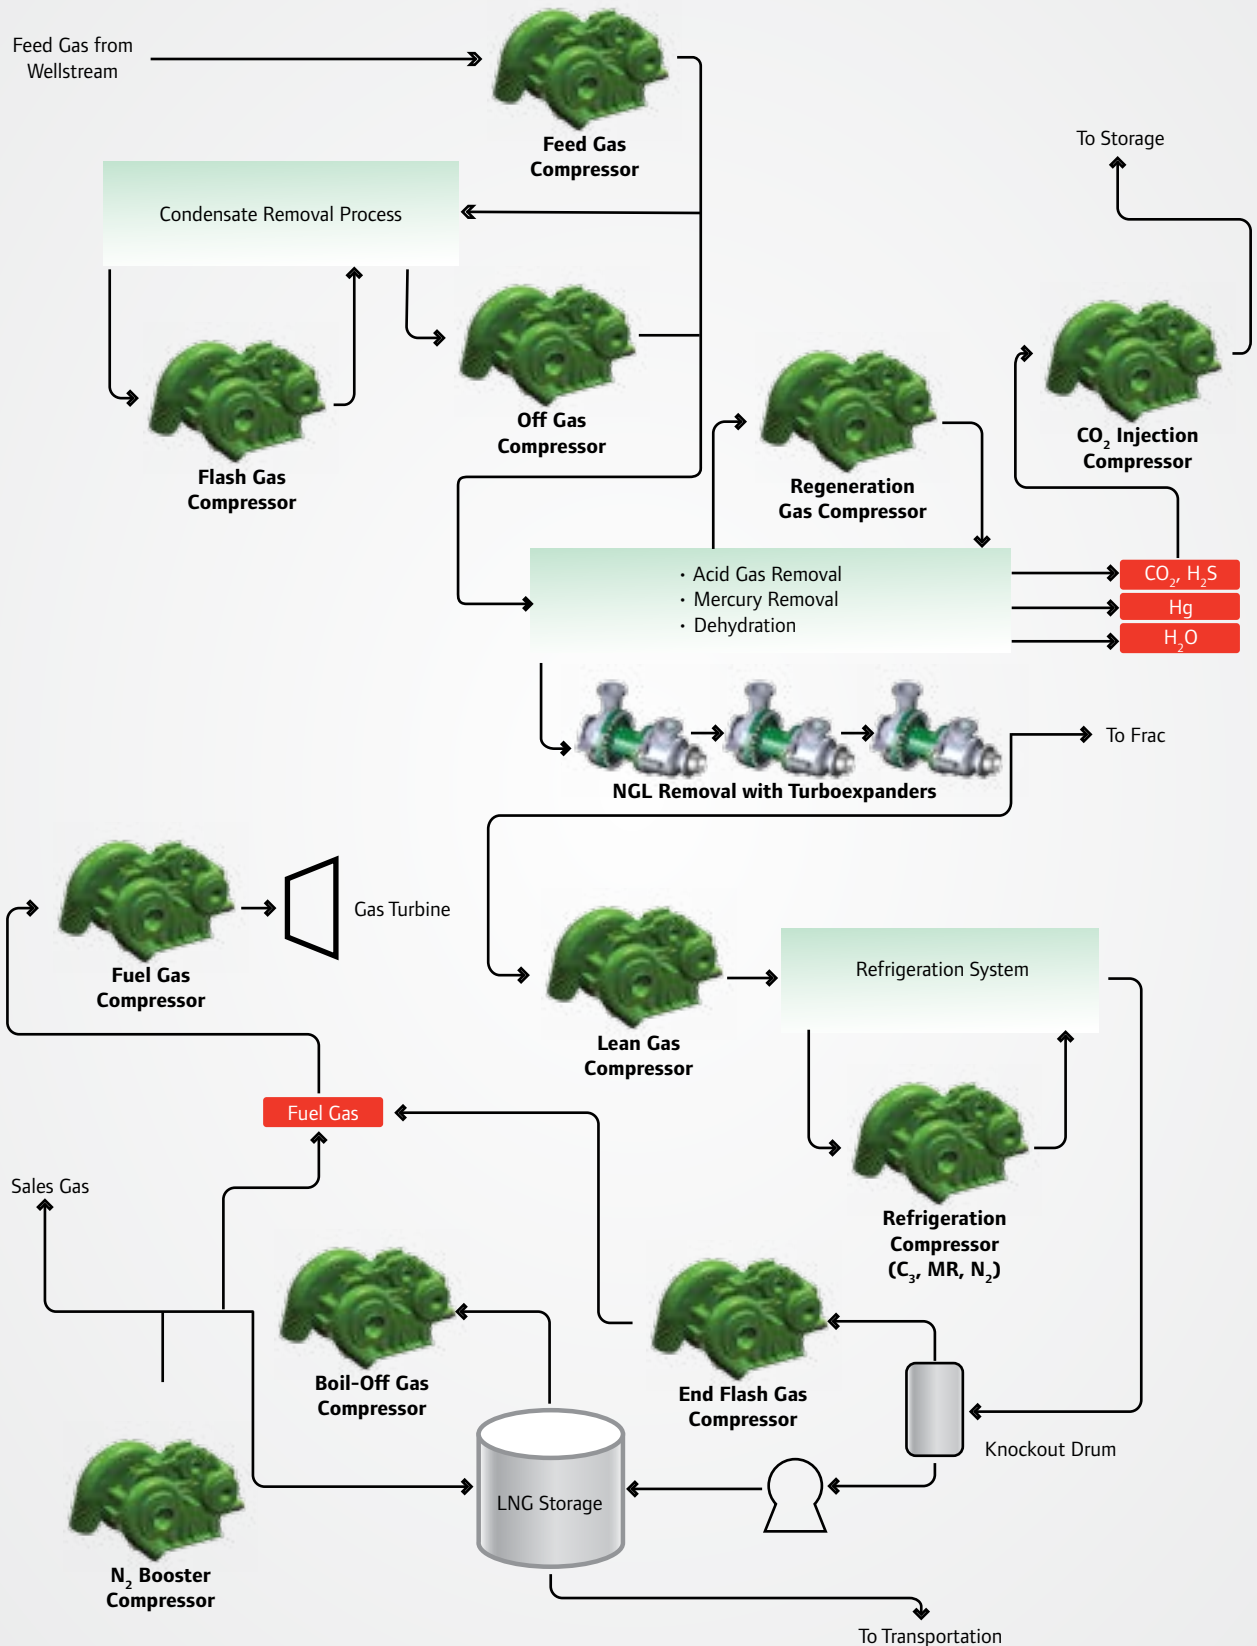 Feed Gas from
Wellstream
Feed Gas
Compressor
To Storage
Condensate Removal Process
Off Gas
Compressor
CO₂ Injection
Compressor
Flash Gas
Compressor
Regeneration
Gas Compressor
· Acid Gas Removal
· Mercury Removal
· Dehydration
CO₂, H₂S
Hg
H₂O
To Frac
NGL Removal with Turboexpanders
Gas Turbine
Fuel Gas
Compressor
Refrigeration System
Lean Gas
Compressor
Fuel Gas
Sales Gas
Refrigeration
Compressor
(C₃, MR, N₂)
Boil-Off Gas
Compressor
End Flash Gas
Compressor
Knockout Drum
LNG Storage
N₂ Booster
Compressor
To Transportation